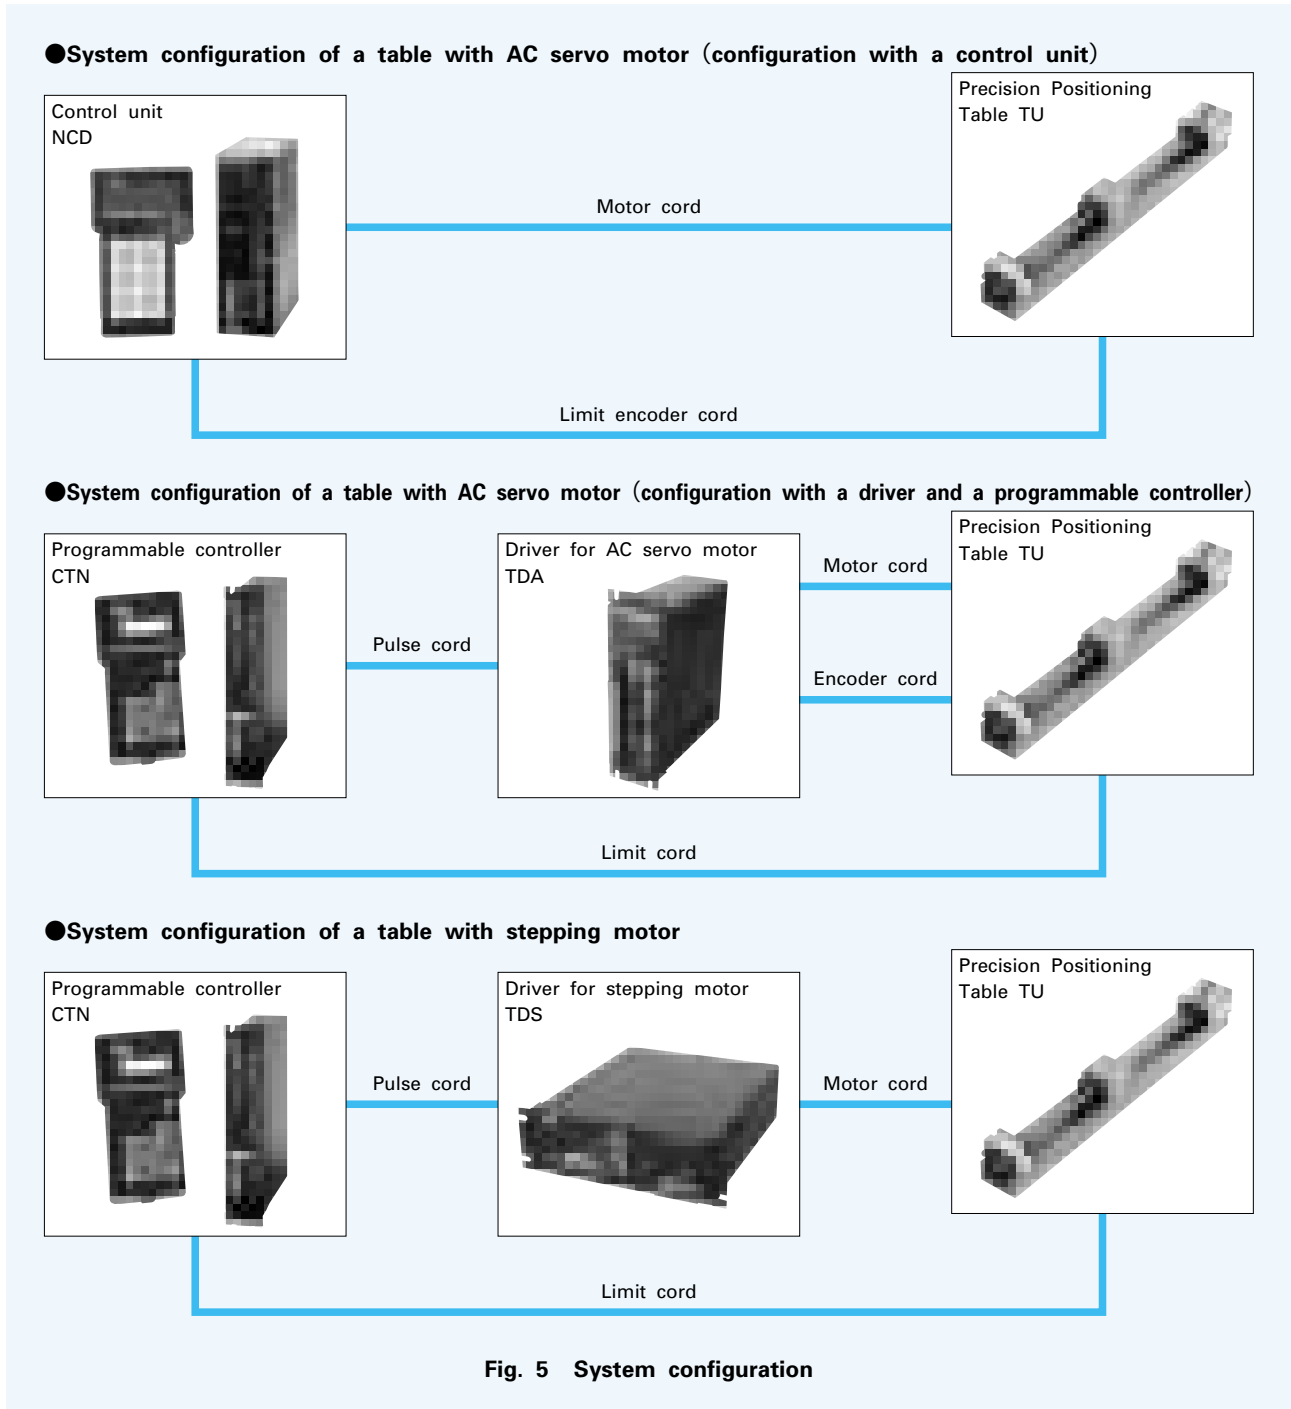 ●System configuration of a table with AC servo motor（configuration with a control unit）
Control unit
NCD
Precision Positioning
Table TU
Motor cord
Limit encoder cord
●System configuration of a table with AC servo motor（configuration with a driver and a programmable controller）
Programmable controller
CTN
Pulse cord
Driver for AC servo motor
TDA
Motor cord
Encoder cord
Precision Positioning
Table TU
Limit cord
●System configuration of a table with stepping motor
Programmable controller
CTN
Pulse cord
Driver for stepping motor
TDS
Motor cord
Precision Positioning
Table TU
Limit cord
Fig. 5 System configuration